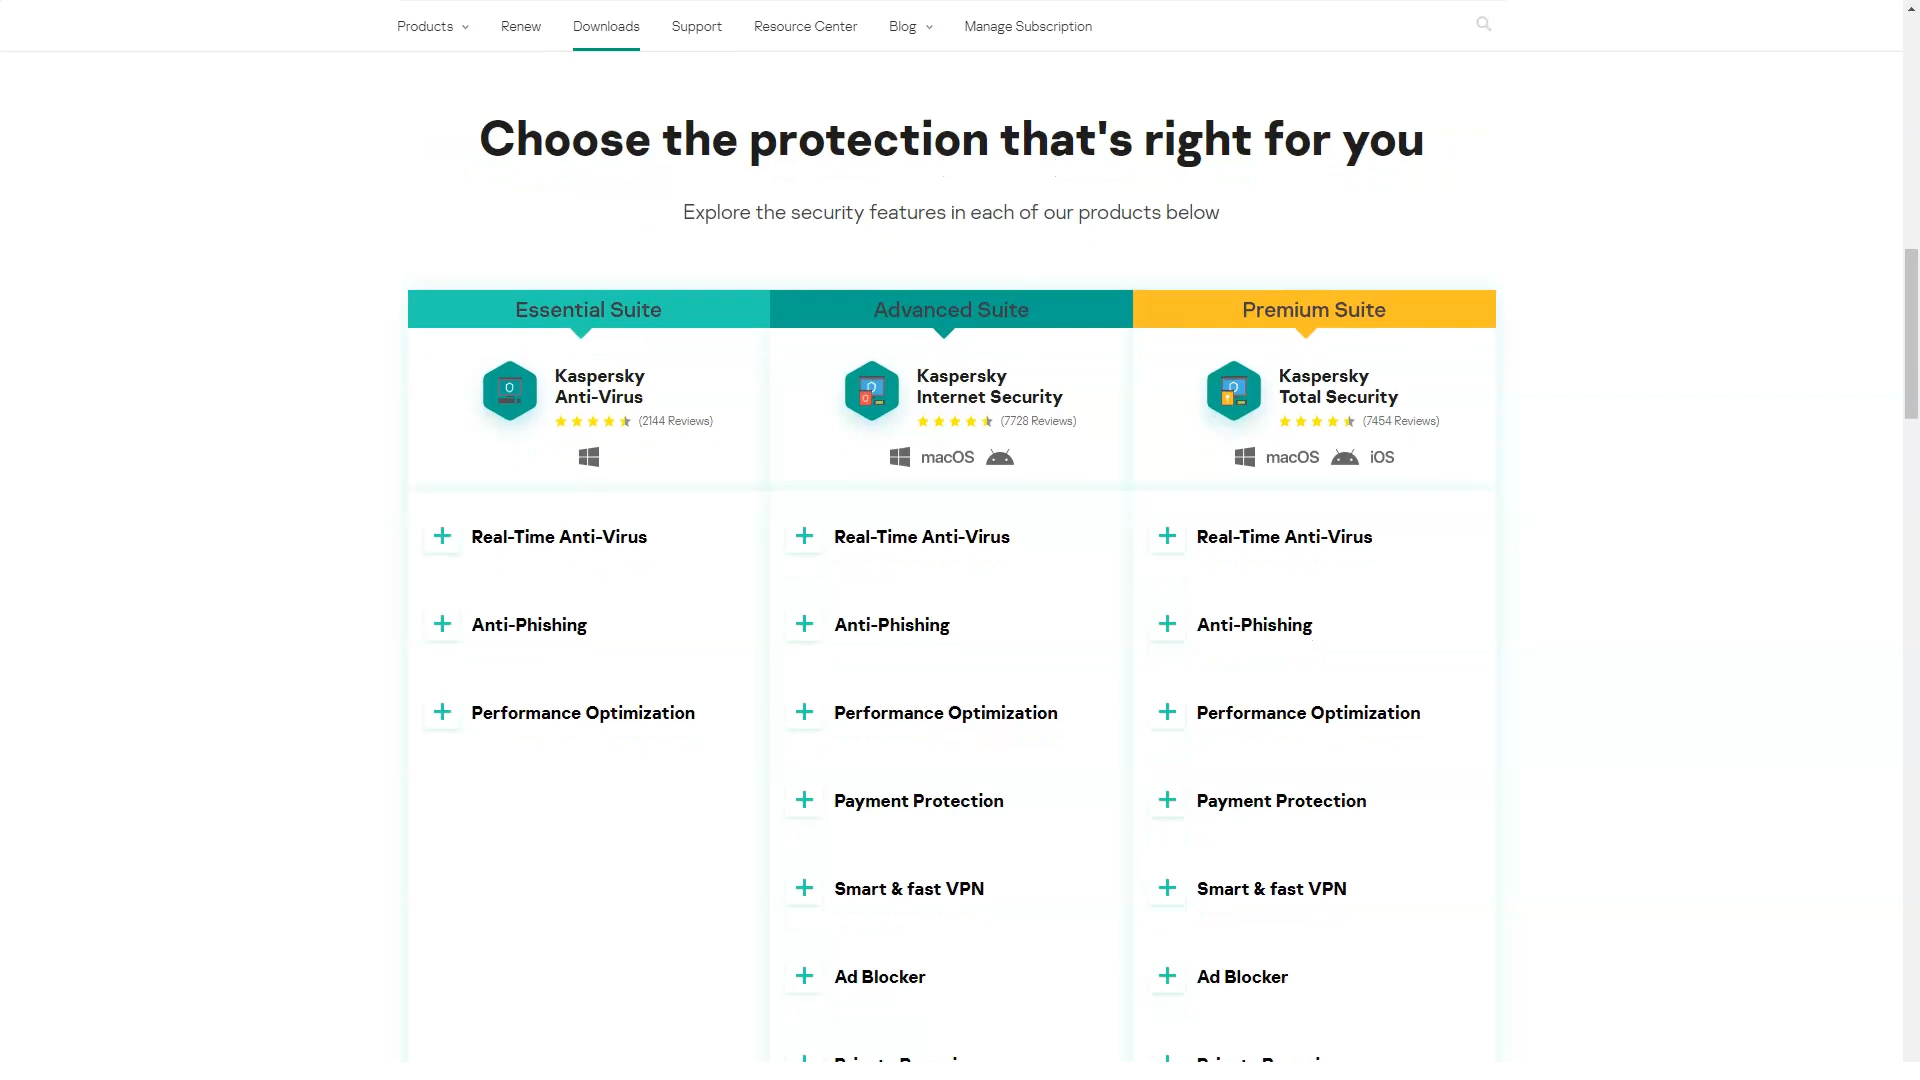 Products Renew Downloads Support Resource Center Blog Manage Subscription
Choose the protection that's right for you
Explore the security features in each of our products below
Essential Suite Advanced Suite Premium Suite
Kaspersky
Anti-Virus
(2144 Reviews)
Kaspersky
Internet Security
(7728 Reviews)
macOS
Kaspersky
Total Security
(7454 Reviews)
macOS iOS
Real-Time Anti-Virus
Anti-Phishing
Performance Optimization
Real-Time Anti-Virus
Anti-Phishing
Performance Optimization
Payment Protection
Smart & fast VPN
Ad Blocker
Real-Time Anti-Virus
Anti-Phishing
Performance Optimization
Payment Protection
Smart & fast VPN
Ad Blocker